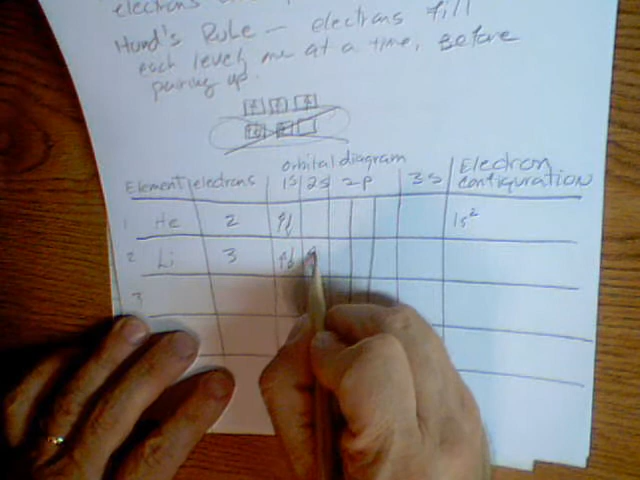 electrons
Hund's Rule — electrons fill
each level, one at a time, before
pairing up.
orbital diagram
Element electrons 1s 2s 2p 3s Electron configuration
1 He 2 1s²
2 Li 3
3